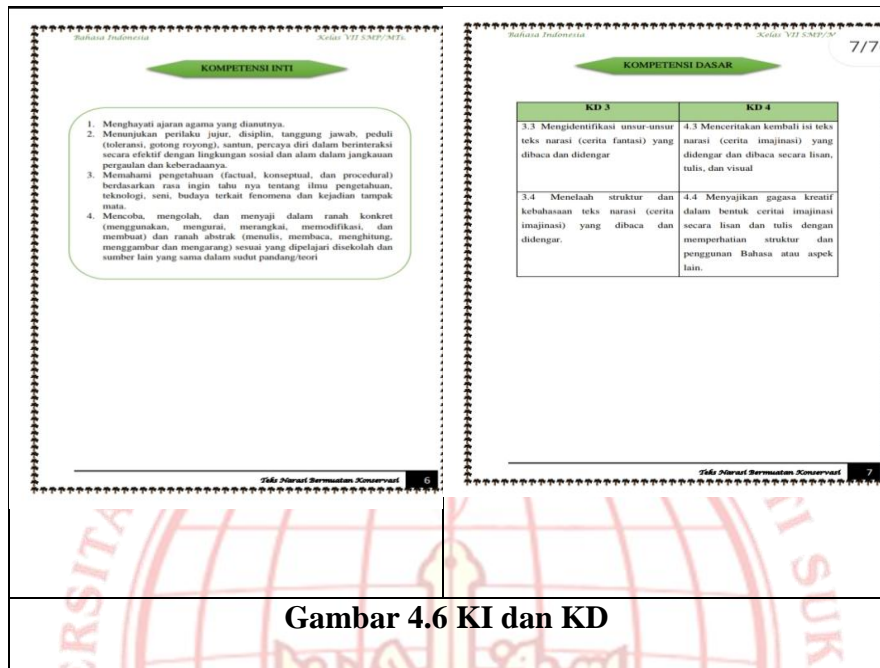 Bahasa Indonesia
Kelas VII SMP/MTs.
KOMPETENSI INTI
1. Menghayati ajaran agama yang dianutnya.
2. Menunjukan perilaku jujur, disiplin, tanggung jawab, peduli
(toleransi, gotong royong), santun, percaya diri dalam berinteraksi
secara efektif dengan lingkungan sosial dan alam dalam jangkauan
pergaulan dan keberadaanya.
3. Memahami pengetahuan (factual, konseptual, dan procedural)
berdasarkan rasa ingin tahu nya tentang ilmu pengetahuan,
teknologi, seni, budaya terkait fenomena dan kejadian tampak
mata.
4. Mencoba, mengolah, dan menyaji dalam ranah konkret
(menggunakan, mengurai, merangkai, memodifikasi, dan
membuat) dan ranah abstrak (menulis, membaca, menghitung,
menggambar dan mengarang) sesuai yang dipelajari disekolah dan
sumber lain yang sama dalam sudut pandang/teori
Teks Narasi Bermuatan Konservasi 6
Bahasa Indonesia
Kelas VII SMP/M
7/7
KOMPETENSI DASAR
KD 3
KD 4
3.3 Mengidentifikasi unsur-unsur
teks narasi (cerita fantasi) yang
dibaca dan didengar
4.3 Menceritakan kembali isi teks
narasi (cerita imajinasi) yang
didengar dan dibaca secara lisan,
tulis, dan visual
3.4 Menelaah struktur dan
kebahasaan teks narasi (cerita
imajinasi) yang dibaca dan
didengar.
4.4 Menyajikan gagasa kreatif
dalam bentuk ceritai imajinasi
secara lisan dan tulis dengan
memperhatian struktur dan
penggunan Bahasa atau aspek
lain.
Teks Narasi Bermuatan Konservasi 7
ERSITA
TI SUK
Gambar 4.6 KI dan KD